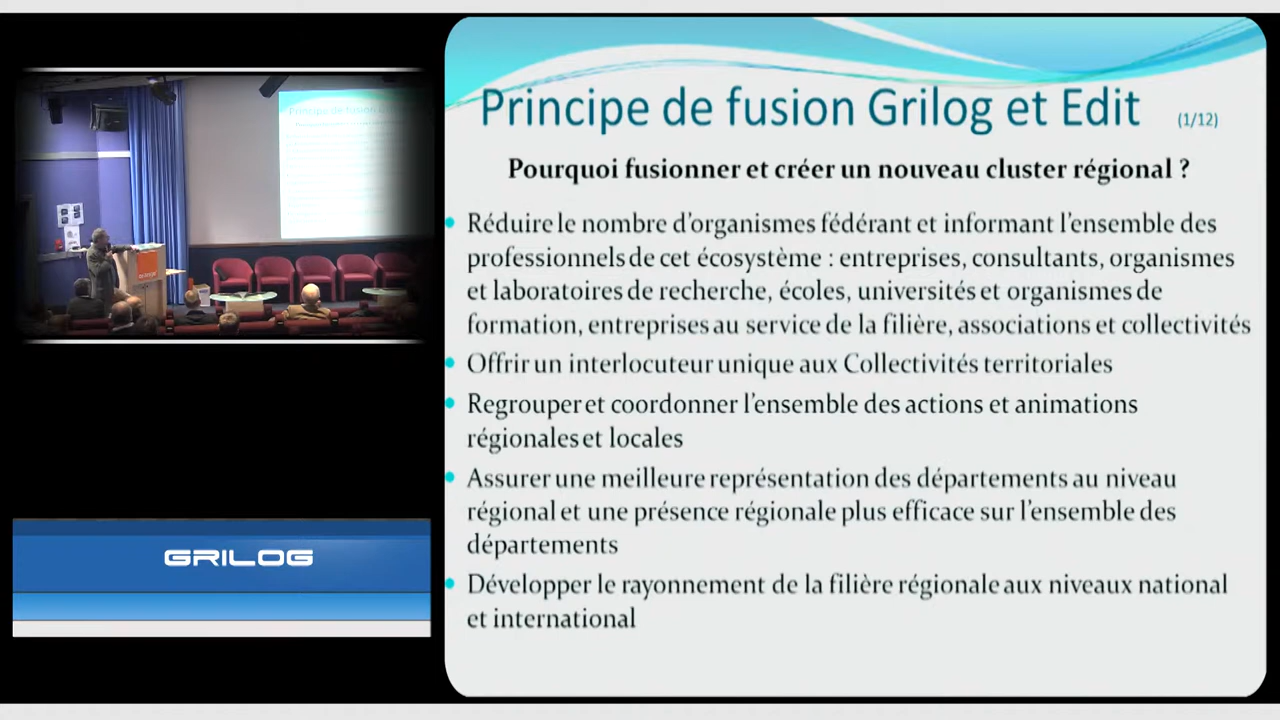 Principe de fusion Grilog et Edit (1/12)
Pourquoi fusionner et créer un nouveau cluster régional ?
• Réduire le nombre d'organismes fédérant et informant l'ensemble des
professionnels de cet écosystème : entreprises, consultants, organismes
et laboratoires de recherche, écoles, universités et organismes de
formation, entreprises au service de la filière, associations et collectivités
• Offrir un interlocuteur unique aux Collectivités territoriales
• Regrouper et coordonner l'ensemble des actions et animations
régionales et locales
• Assurer une meilleure représentation des départements au niveau
régional et une présence régionale plus efficace sur l'ensemble des
départements
• Développer le rayonnement de la filière régionale aux niveaux national
et international
GRILOG